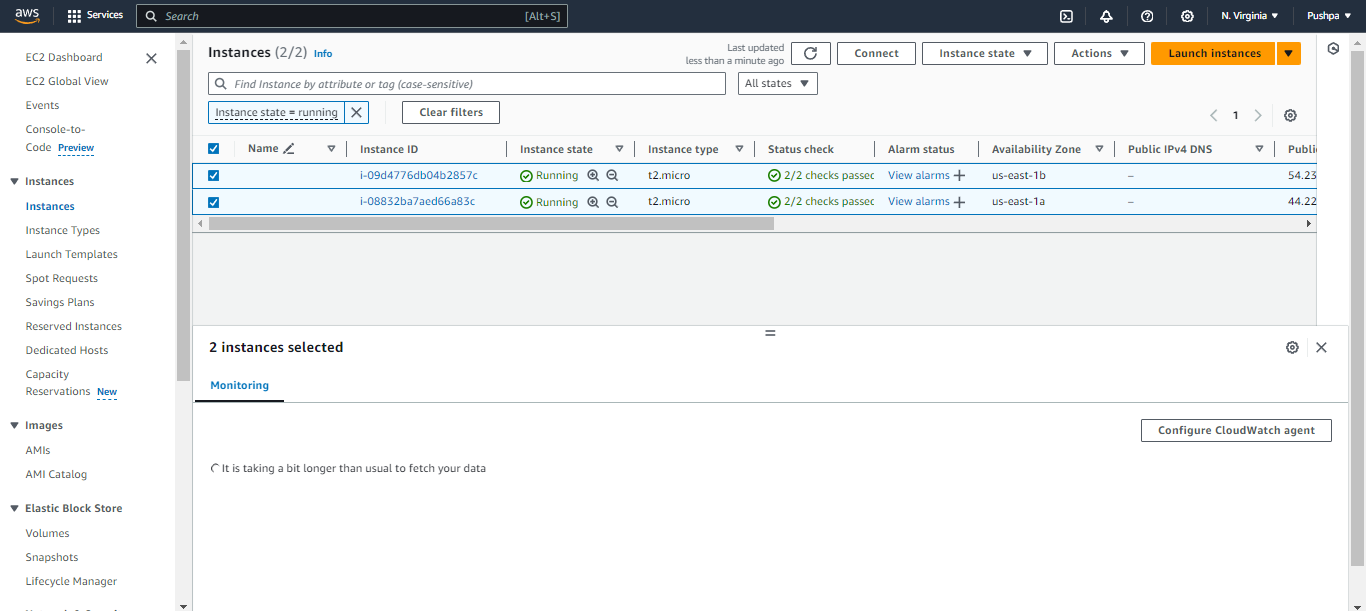 aws
Services
Search
[Alt+S]
N. Virginia
Pushpa
EC2 Dashboard
EC2 Global View
Events
Console-to-
Code Preview
Instances
Instances
Instance Types
Launch Templates
Spot Requests
Savings Plans
Reserved Instances
Dedicated Hosts
Capacity
Reservations New
Images
AMIs
AMI Catalog
Elastic Block Store
Volumes
Snapshots
Lifecycle Manager
Instances (2/2) Info
Last updated
less than a minute ago
Connect
Instance state
Actions
Launch instances
Find Instance by attribute or tag (case-sensitive)
All states
Instance state = running
Clear filters
1
Name Instance ID Instance state Instance type Status check Alarm status Availability Zone Public IPv4 DNS Publi
i-09d4776db04b2857c Running t2.micro 2/2 checks passed View alarms + us-east-1b – 54.23
i-08832ba7aed66a83c Running t2.micro 2/2 checks passed View alarms + us-east-1a – 44.22
2 instances selected
Monitoring
Configure CloudWatch agent
It is taking a bit longer than usual to fetch your data